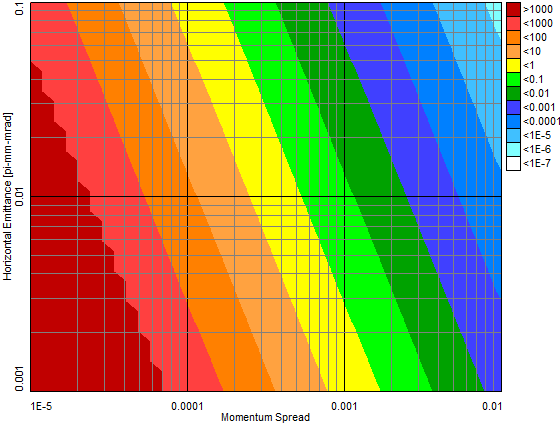 0.1
0.01
0.001
Horizontal Emittance [pi-mm-mrad]
1E-5
0.0001
0.001
0.01
Momentum Spread
>1000
<1000
<100
<10
<1
<0.1
<0.01
<0.001
<0.0001
<1E-5
<1E-6
<1E-7